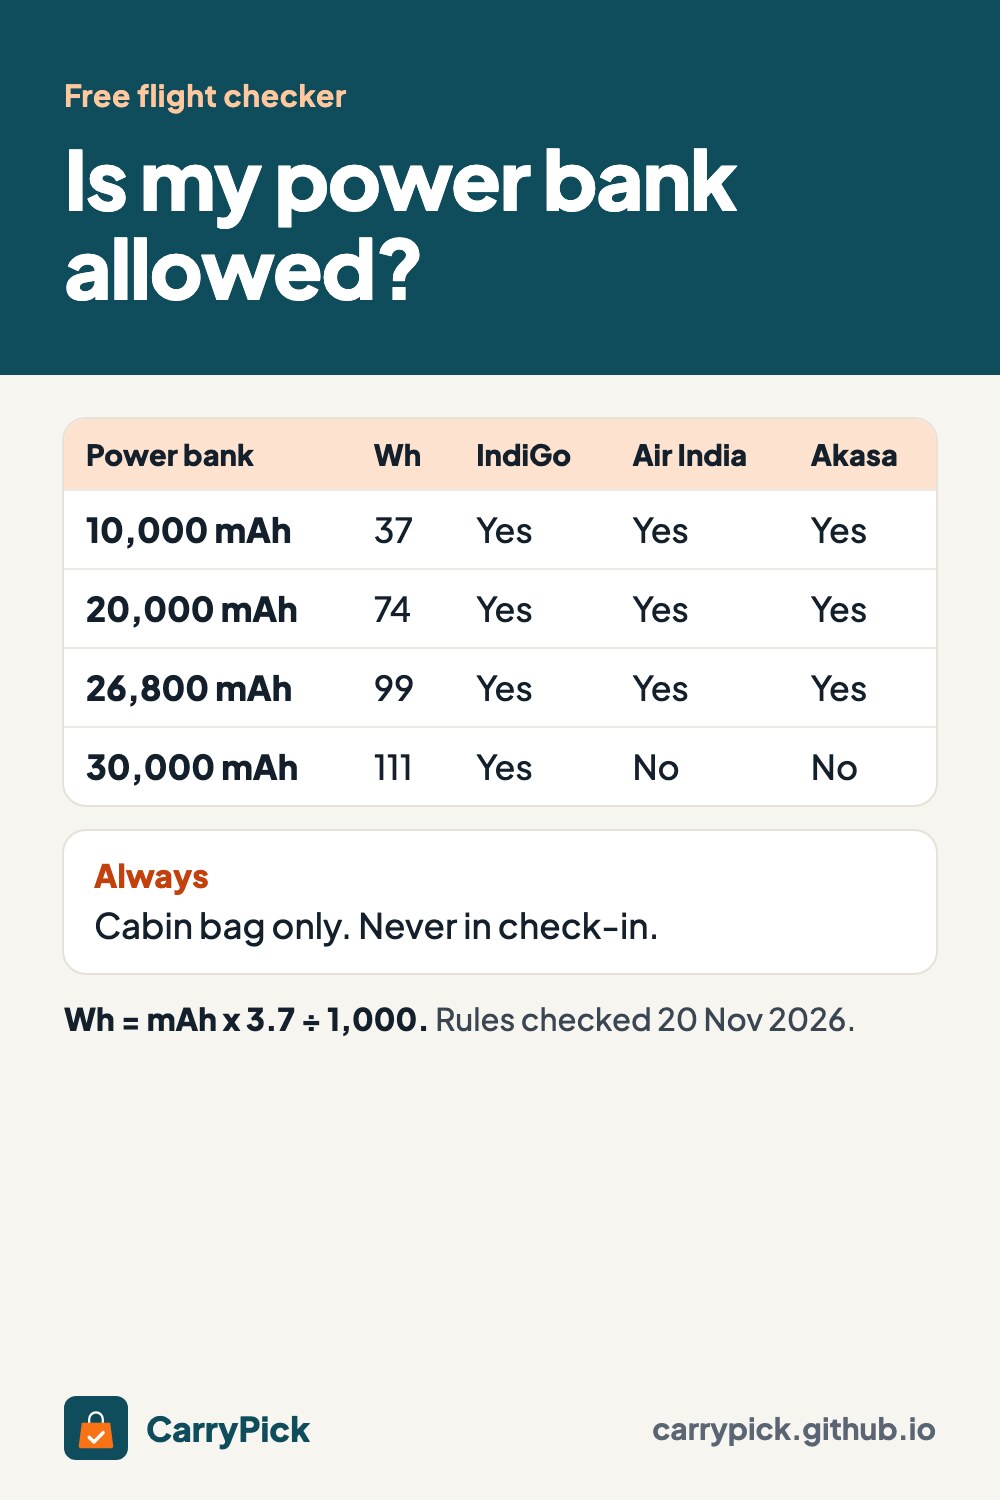 Free flight checker
Is my power bank
allowed?
Power bank Wh IndiGo Air India Akasa
10,000 mAh 37 Yes Yes Yes
20,000 mAh 74 Yes Yes Yes
26,800 mAh 99 Yes Yes Yes
30,000 mAh 111 Yes No No
Always
Cabin bag only. Never in check-in.
Wh = mAh x 3.7 ÷ 1,000. Rules checked 20 Nov 2026.
CarryPick carrypick.github.io